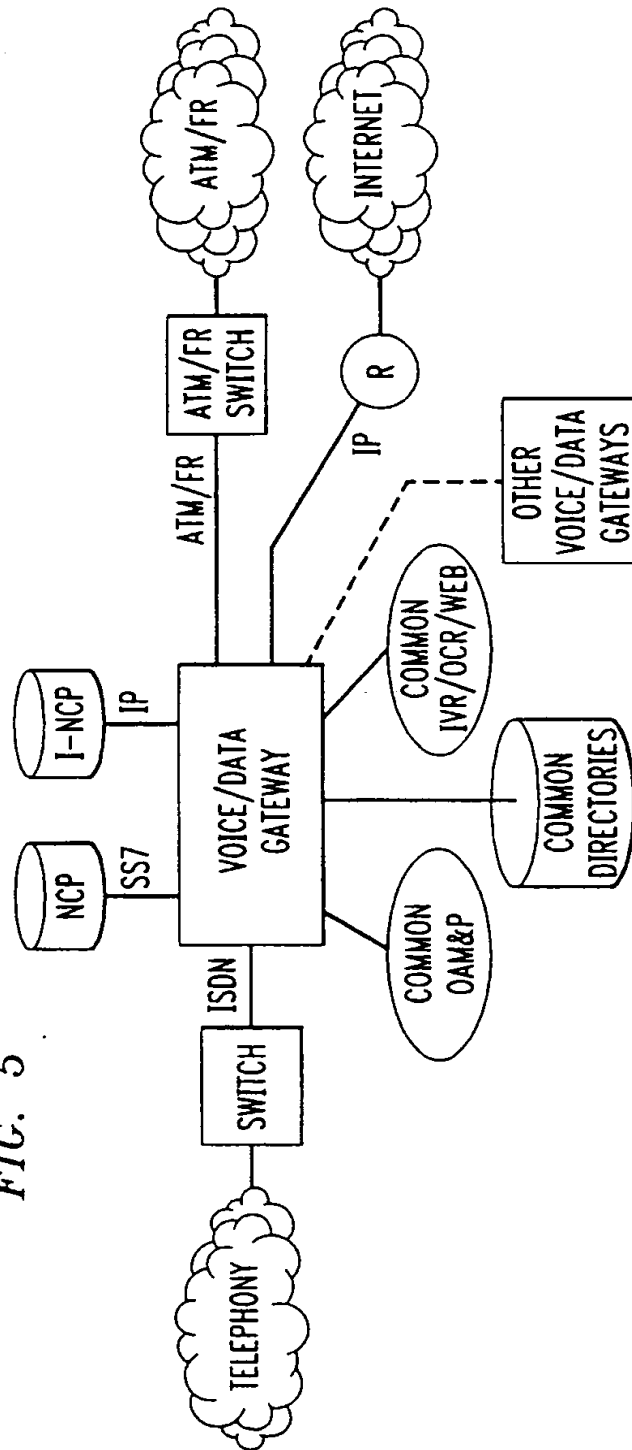 FIG. 5
NCP
I-NCP
SS7
IP
ATM/FR
ATM/FR
SWITCH
ATM/FR
TELEPHONY
SWITCH
ISDN
VOICE/DATA
GATEWAY
IP
R
INTERNET
COMMON
OAM&P
COMMON
DIRECTORIES
COMMON
IVR/OCR/WEB
OTHER
VOICE/DATA
GATEWAYS